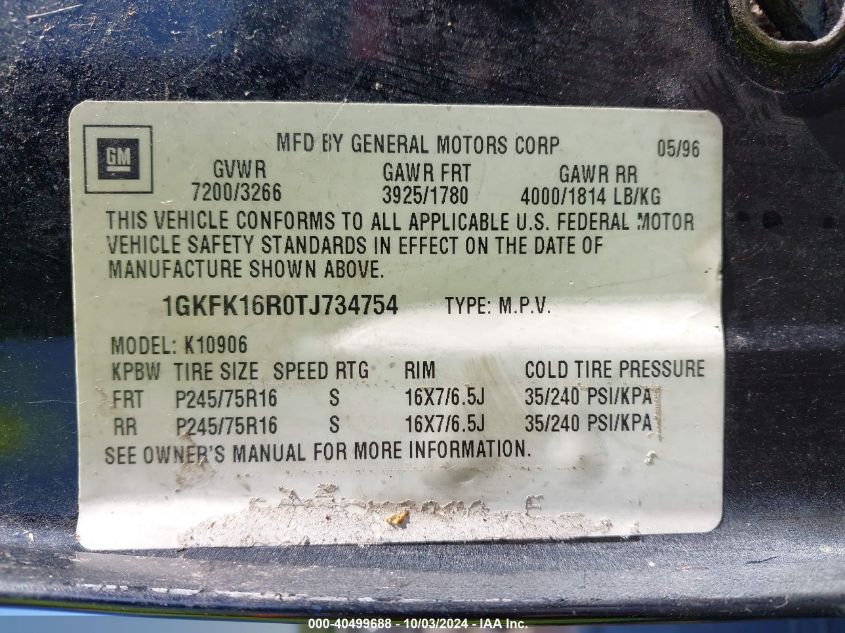 GM
MFD BY GENERAL MOTORS CORP 05/96
GVWR GAWR FRT GAWR RR
7200/3266 3925/1780 4000/1814 LB/KG
THIS VEHICLE CONFORMS TO ALL APPLICABLE U.S. FEDERAL MOTOR
VEHICLE SAFETY STANDARDS IN EFFECT ON THE DATE OF
MANUFACTURE SHOWN ABOVE.
1GKFK16R0TJ734754 TYPE: M.P.V.
MODEL: K10906
KPBW TIRE SIZE SPEED RTG RIM COLD TIRE PRESSURE
FRT P245/75R16 S 16X7/6.5J 35/240 PSI/KPA
RR P245/75R16 S 16X7/6.5J 35/240 PSI/KPA
SEE OWNER'S MANUAL FOR MORE INFORMATION.
000-40499688 - 10/03/2024 - IAA Inc.